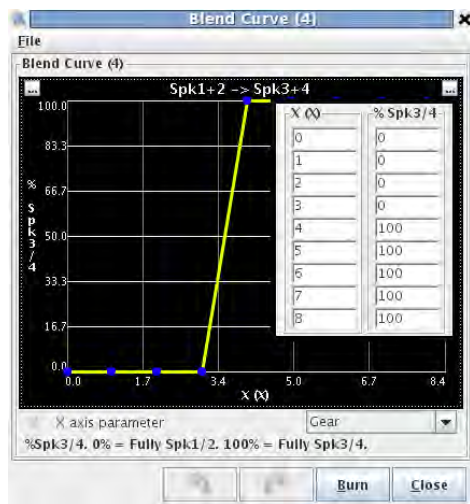 Blend Curve (4)
File
Blend Curve (4)
... Spk1+2 -> Spk3+4 ...
100.0
83.3
66.7
50.0
33.3
16.7
0.0
% Spk3/4
0.0 1.7 3.4 5.0 6.7 8.4
X (X)
X (X) % Spk3/4
0 0
1 0
2 0
3 0
4 100
5 100
6 100
7 100
8 100
X axis parameter Gear
%Spk3/4. 0% = Fully Spk1/2. 100% = Fully Spk3/4.
Burn Close